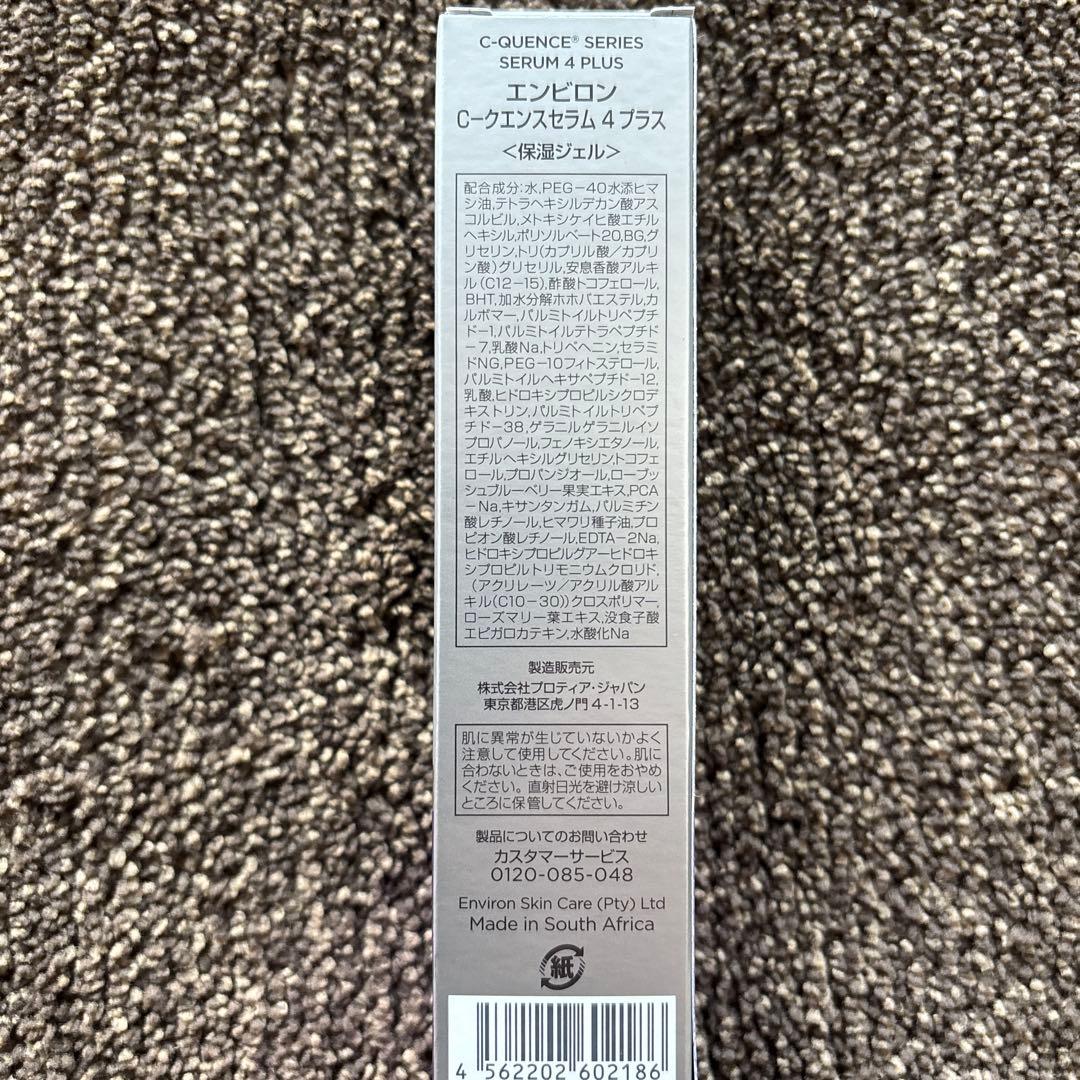 C-QUENCE® SERIES
SERUM 4 PLUS
エンビロン
C-クエンスセラム 4 プラス
<保湿ジェル>
配合成分:水,PEG-40水添ヒマ
シ油,テトラヘキシルデカン酸アス
コルビル,メトキシケイヒ酸エチル
ヘキシル,ポリソルベート20,BG,グ
リセリン,トリ(カプリル酸/カプリ
ン酸)グリセリル,安息香酸アルキ
ル(C12-15),酢酸トコフェロール,
BHT,加水分解ホホバエステル,カ
ルボマー,パルミトイルトリペプチ
ド-1,パルミトイルテトラペプチド
-7,乳酸Na,トリベヘニン,セラミ
ドNG,PEG-10フィトステロール,
パルミトイルヘキサペプチド-12,
乳酸,ヒドロキシプロピルシクロデ
キストリン,パルミトイルトリペプ
チド-38,ゲラニルゲラニルイソ
プロパノール,フェノキシエタノール,
エチルヘキシルグリセリン,トコフェ
ロール,プロパンジオール,ローブッ
シュブルーベリー果実エキス,PCA
-Na,キサンタンガム,パルミチン
酸レチノール,ヒマワリ種子油,プロ
ピオン酸レチノール,EDTA-2Na,
ヒドロキシプロピルグアーヒドロキ
シプロピルトリモニウムクロリド,
(アクリレーツ/アクリル酸アル
キル(C10-30))クロスポリマー,
ローズマリー葉エキス,没食子酸
エピガロカテキン,水酸化Na
製造販売元
株式会社プロティア・ジャパン
東京都港区虎ノ門 4-1-13
肌に異常が生じていないかよく
注意して使用してください。肌に
合わないときは、ご使用をおやめ
ください。直射日光を避け涼しい
ところに保管してください。
製品についてのお問い合わせ
カスタマーサービス
0120-085-048
Environ Skin Care (Pty) Ltd
Made in South Africa
紙
4 562202 602186